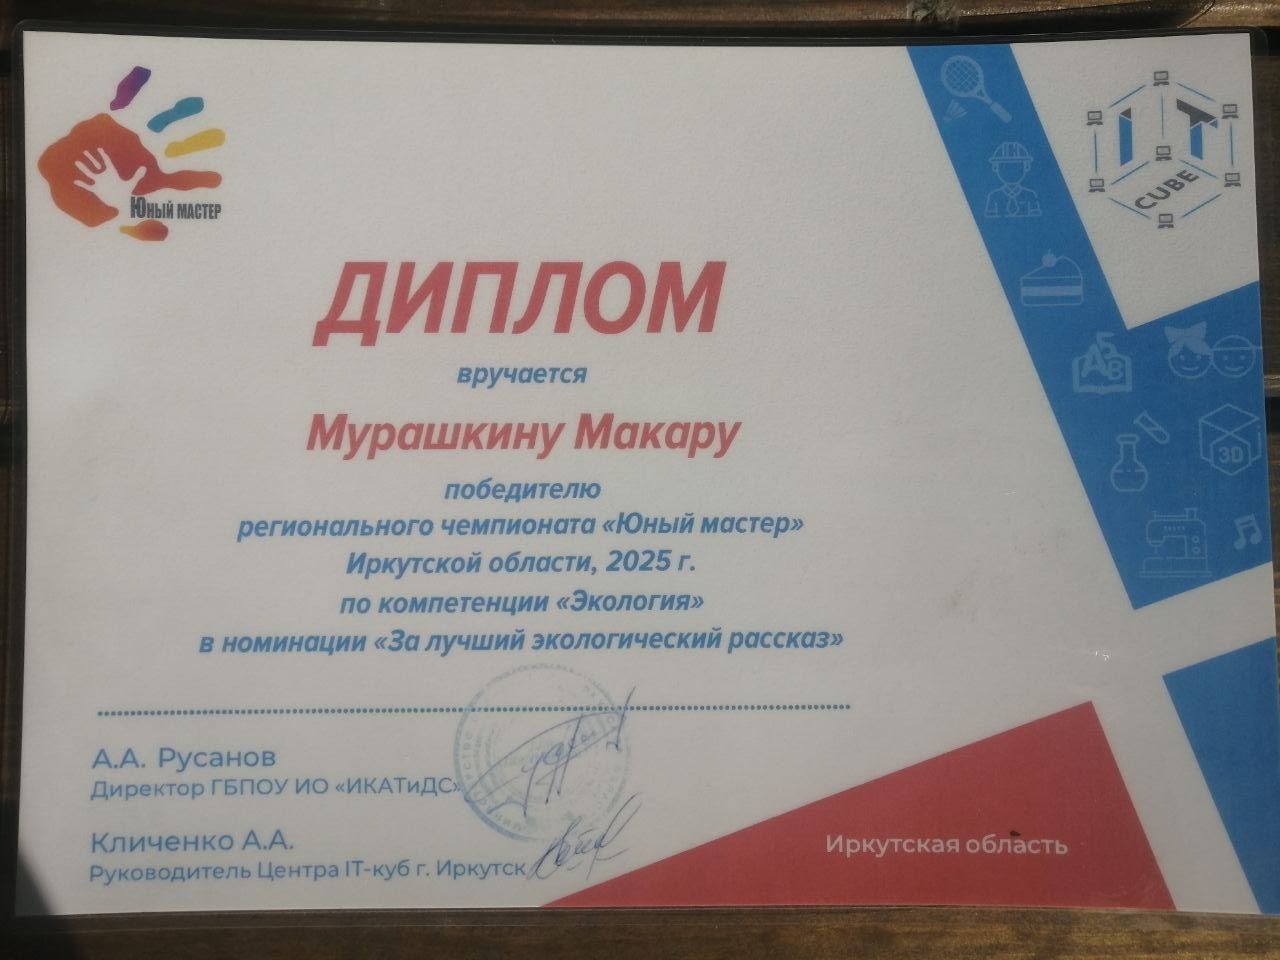 Юный мастер
IT
CUBE
ДИПЛОМ
вручается
Мурашкину Макару
победителю
регионального чемпионата «Юный мастер»
Иркутской области, 2025 г.
по компетенции «Экология»
в номинации «За лучший экологический рассказ»
А.А. Русанов
Директор ГБПОУ ИО «ИКАТиДС»
Кличенко А.А.
Руководитель Центра IT-куб г. Иркутск
Иркутская область
АБВ
3D